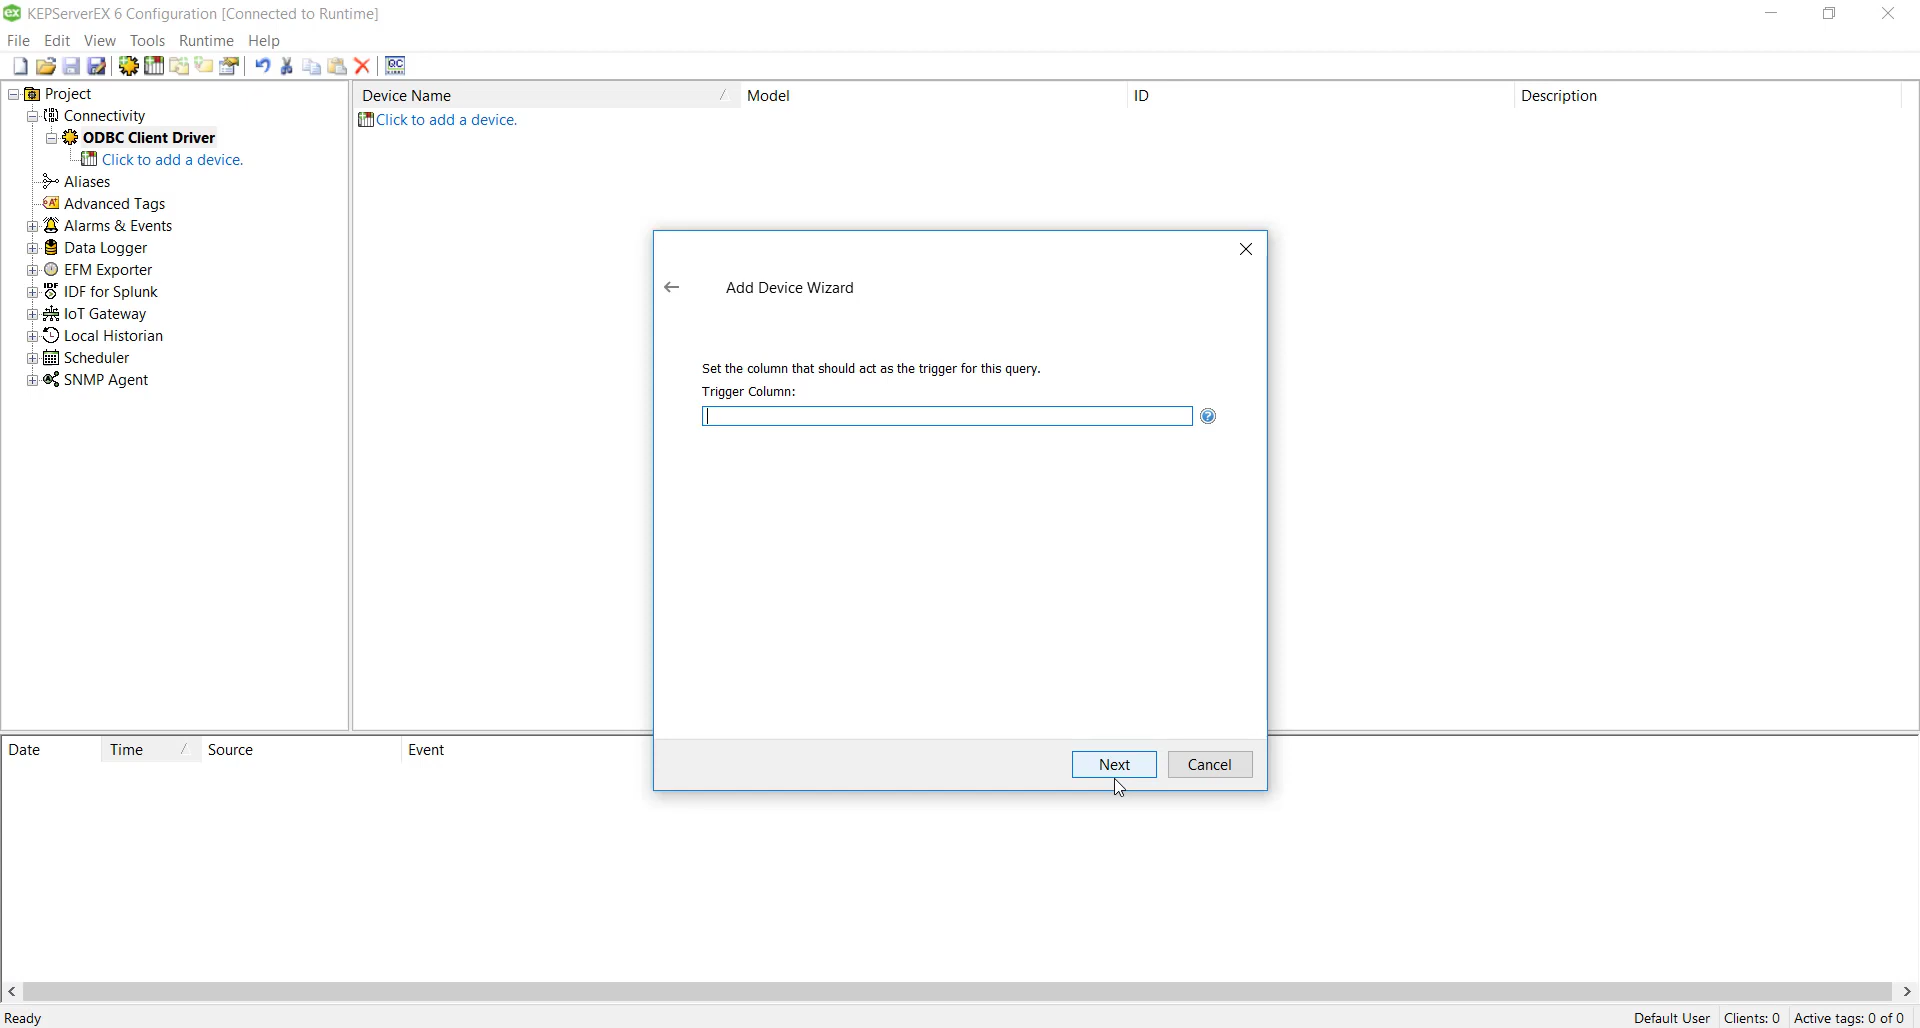 KEPServerEX 6 Configuration [Connected to Runtime]
File Edit View Tools Runtime Help
QC
Project
Connectivity
ODBC Client Driver
Click to add a device.
Aliases
Advanced Tags
Alarms & Events
Data Logger
EFM Exporter
IDF for Splunk
IoT Gateway
Local Historian
Scheduler
SNMP Agent
Device Name Model ID Description
Click to add a device.
Add Device Wizard
Set the column that should act as the trigger for this query.
Trigger Column:
Next Cancel
Date Time Source Event
Ready Default User Clients: 0 Active tags: 0 of 0